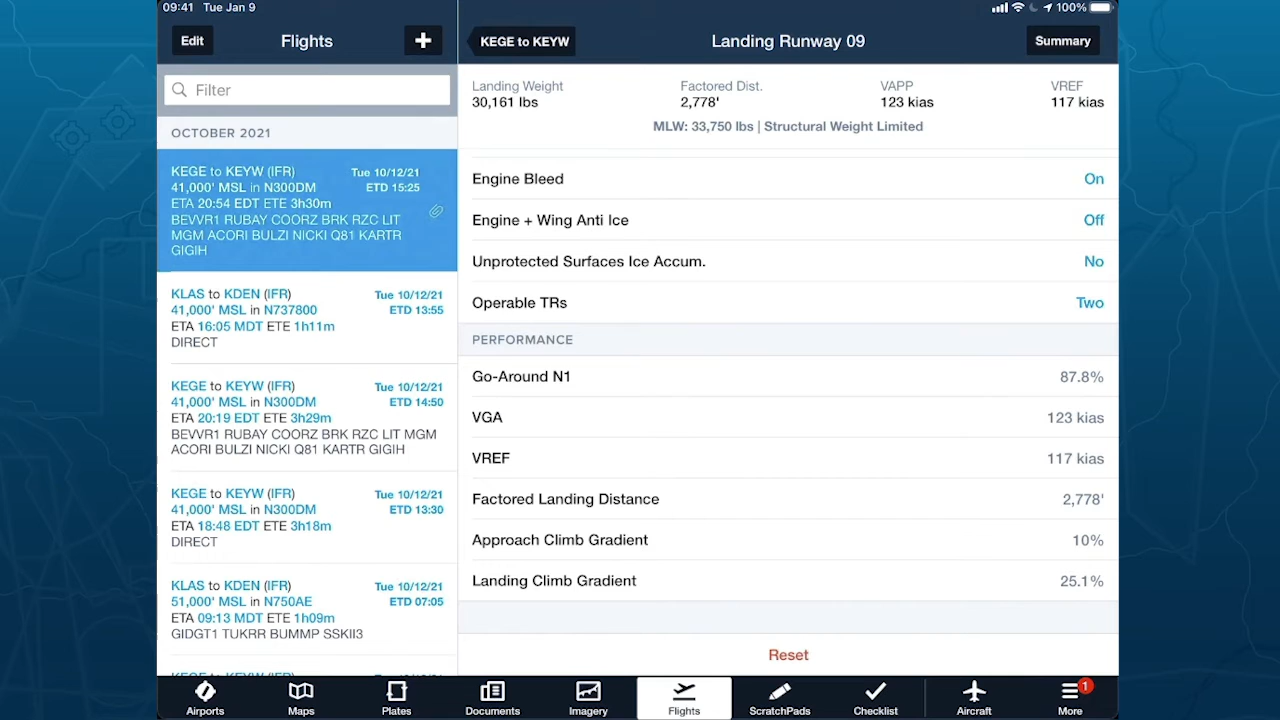 09:41 Tue Jan 9
100%
Edit
Flights
+
KEGE to KEYW
Landing Runway 09
Summary
Filter
Landing Weight
30,161 lbs
Factored Dist.
2,778'
VAPP
123 kias
VREF
117 kias
MLW: 33,750 lbs | Structural Weight Limited
OCTOBER 2021
KEGE to KEYW (IFR)
Tue 10/12/21
41,000' MSL in N300DM
ETD 15:25
ETA 20:54 EDT ETE 3h30m
BEVVR1 RUBAY COORZ BRK RZC LIT
MGM ACORI BULZI NICKI Q81 KARTR
GIGIH
KLAS to KDEN (IFR)
Tue 10/12/21
41,000' MSL in N737800
ETD 13:55
ETA 16:05 MDT ETE 1h11m
DIRECT
KEGE to KEYW (IFR)
Tue 10/12/21
41,000' MSL in N300DM
ETD 14:50
ETA 20:19 EDT ETE 3h29m
BEVVR1 RUBAY COORZ BRK RZC LIT MGM
ACORI BULZI NICKI Q81 KARTR GIGIH
KEGE to KEYW (IFR)
Tue 10/12/21
41,000' MSL in N300DM
ETD 13:30
ETA 18:48 EDT ETE 3h18m
DIRECT
KLAS to KDEN (IFR)
Tue 10/12/21
51,000' MSL in N750AE
ETD 07:05
ETA 09:13 MDT ETE 1h09m
GIDGT1 TUKRR BUMMP SSKII3
Engine Bleed
On
Engine + Wing Anti Ice
Off
Unprotected Surfaces Ice Accum.
No
Operable TRs
Two
PERFORMANCE
Go-Around N1
87.8%
VGA
123 kias
VREF
117 kias
Factored Landing Distance
2,778'
Approach Climb Gradient
10%
Landing Climb Gradient
25.1%
Reset
Airports
Maps
Plates
Documents
Imagery
Flights
ScratchPads
Checklist
Aircraft
1
More